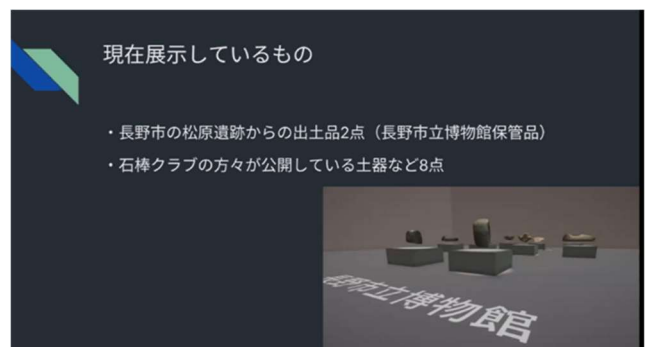 現在展示しているもの
・長野市の松原遺跡からの出土品2点（長野市立博物館保管品）
・石棒クラブの方々が公開している土器など8点
長野市立博物館